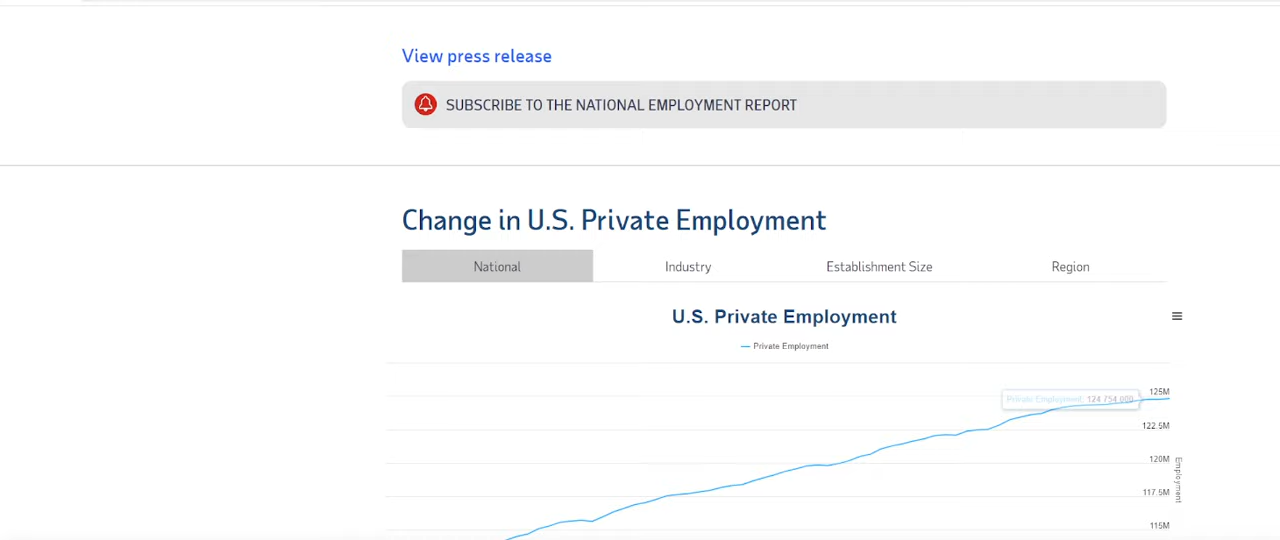 View press release
SUBSCRIBE TO THE NATIONAL EMPLOYMENT REPORT
Change in U.S. Private Employment
National Industry Establishment Size Region
U.S. Private Employment
Private Employment
125M
Private Employment: 124 754 000
122.5M
120M
Employment
117.5M
115M